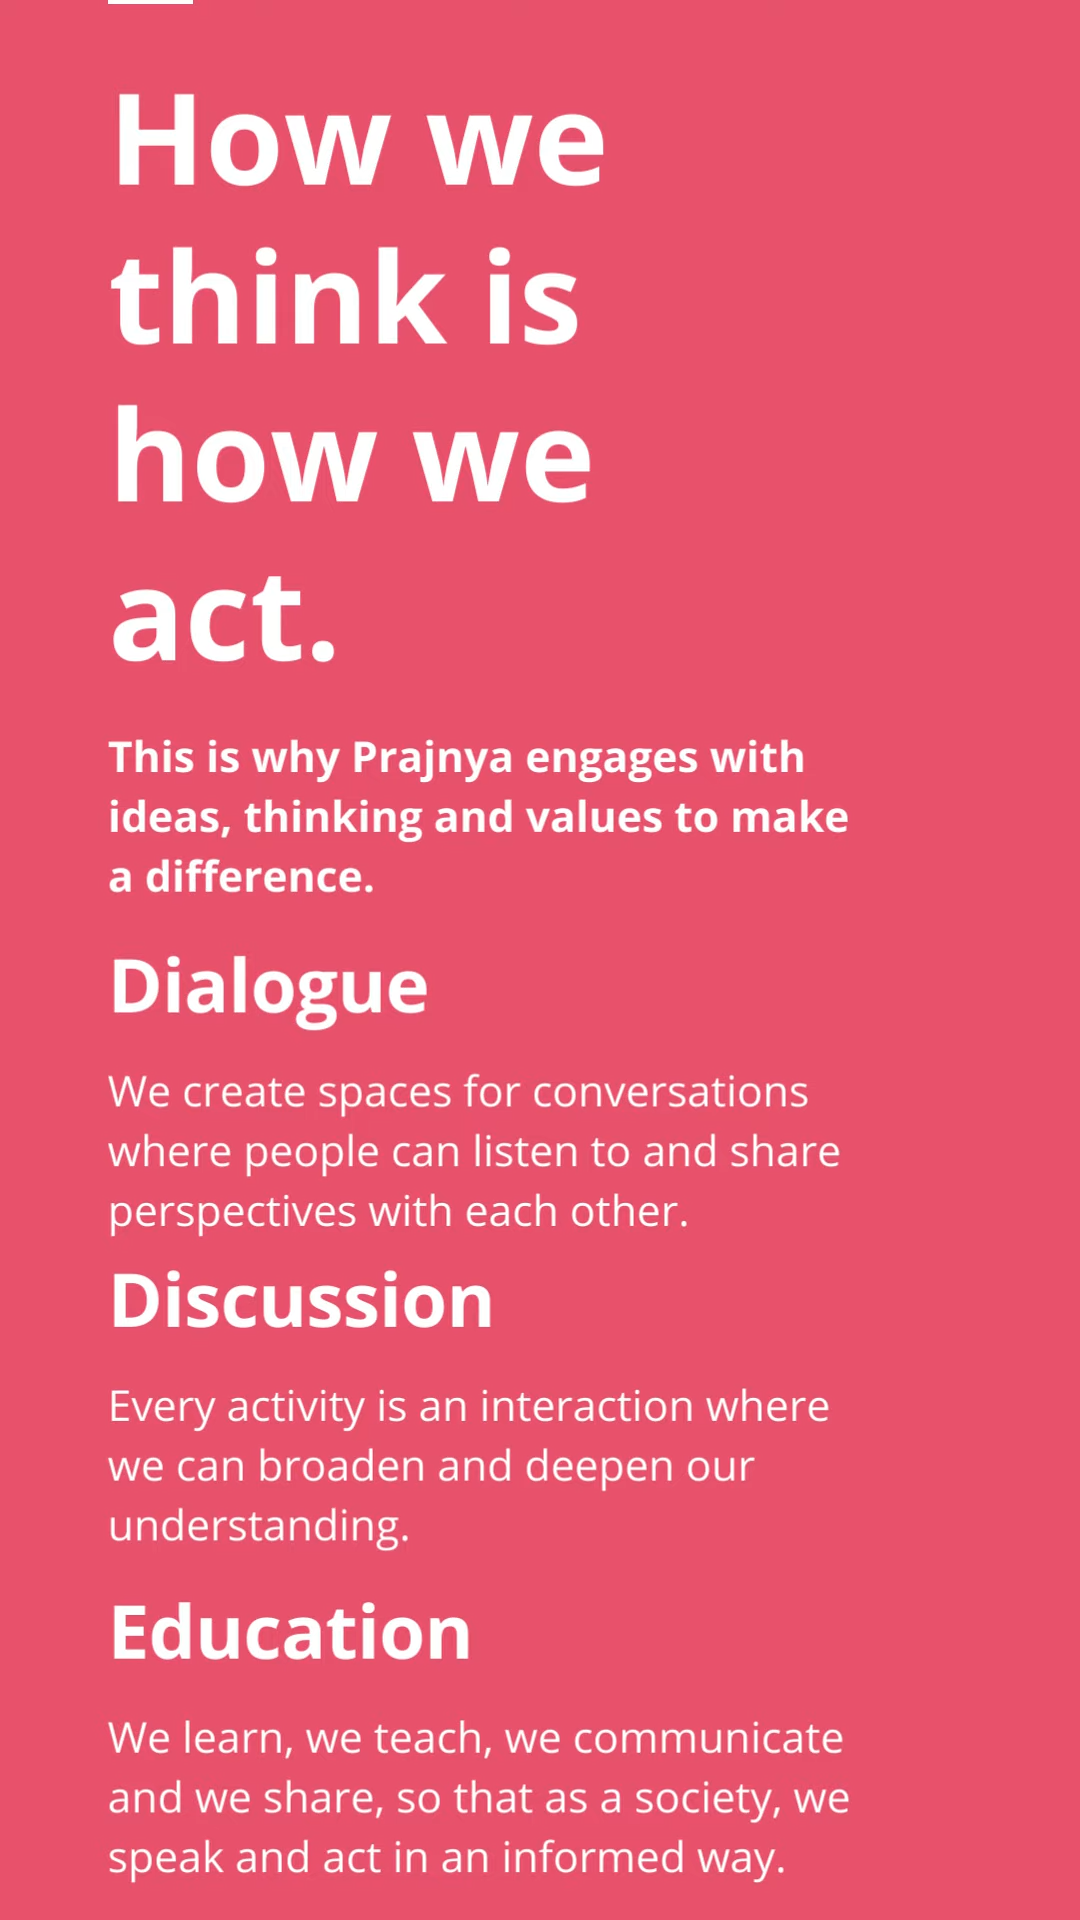 How we
think is
how we
act.
This is why Prajnya engages with
ideas, thinking and values to make
a difference.
Dialogue
We create spaces for conversations
where people can listen to and share
perspectives with each other.
Discussion
Every activity is an interaction where
we can broaden and deepen our
understanding.
Education
We learn, we teach, we communicate
and we share, so that as a society, we
speak and act in an informed way.